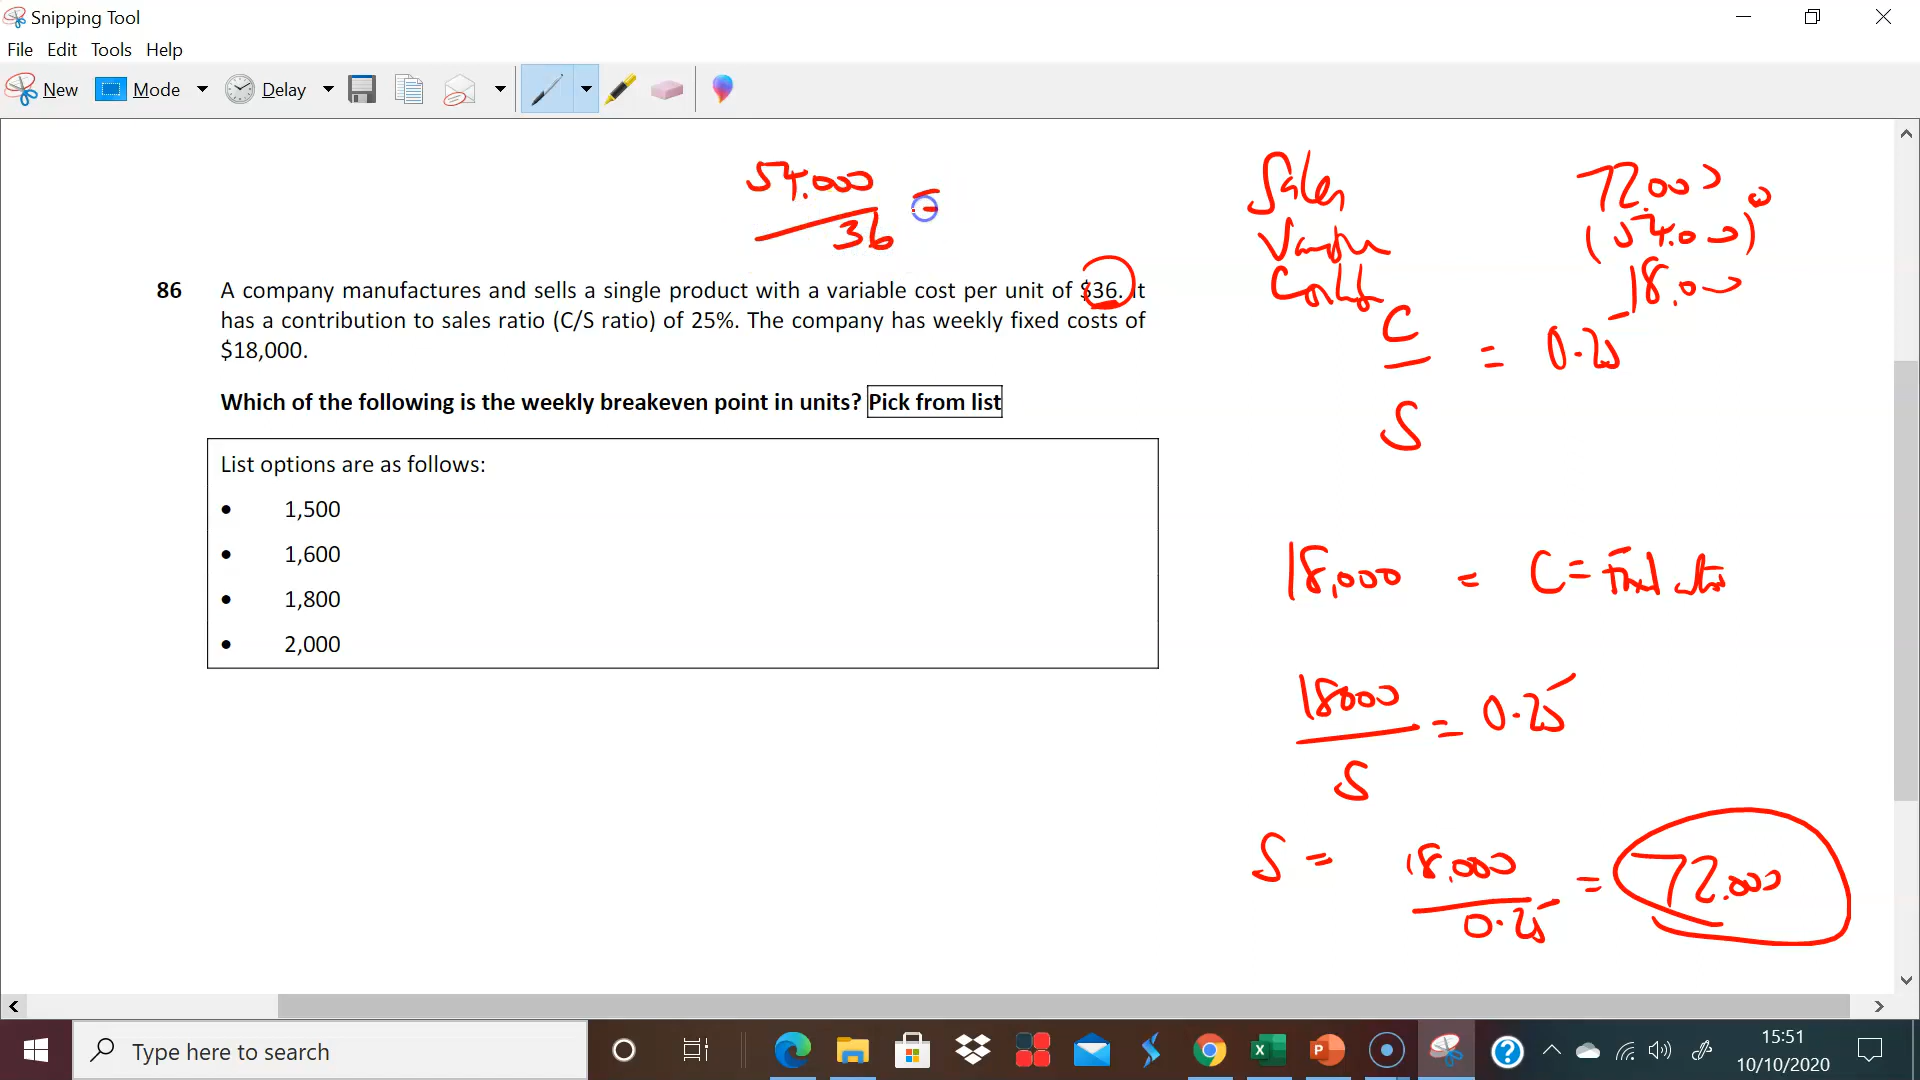 Snipping Tool
File Edit Tools Help
New Mode Delay
54.000
36
=
Sales 72.000
Variable (54.000)
Contrib 18.000
86 A company manufactures and sells a single product with a variable cost per unit of $36. It
has a contribution to sales ratio (C/S ratio) of 25%. The company has weekly fixed costs of
$18,000.
C
S
= 0.25
Which of the following is the weekly breakeven point in units? Pick from list
List options are as follows:
• 1,500
• 1,600
• 1,800
• 2,000
18,000 = C = Fixed
18000
S
= 0.25
S = 18.000
0.25
= 72.000
Type here to search
15:51
10/10/2020